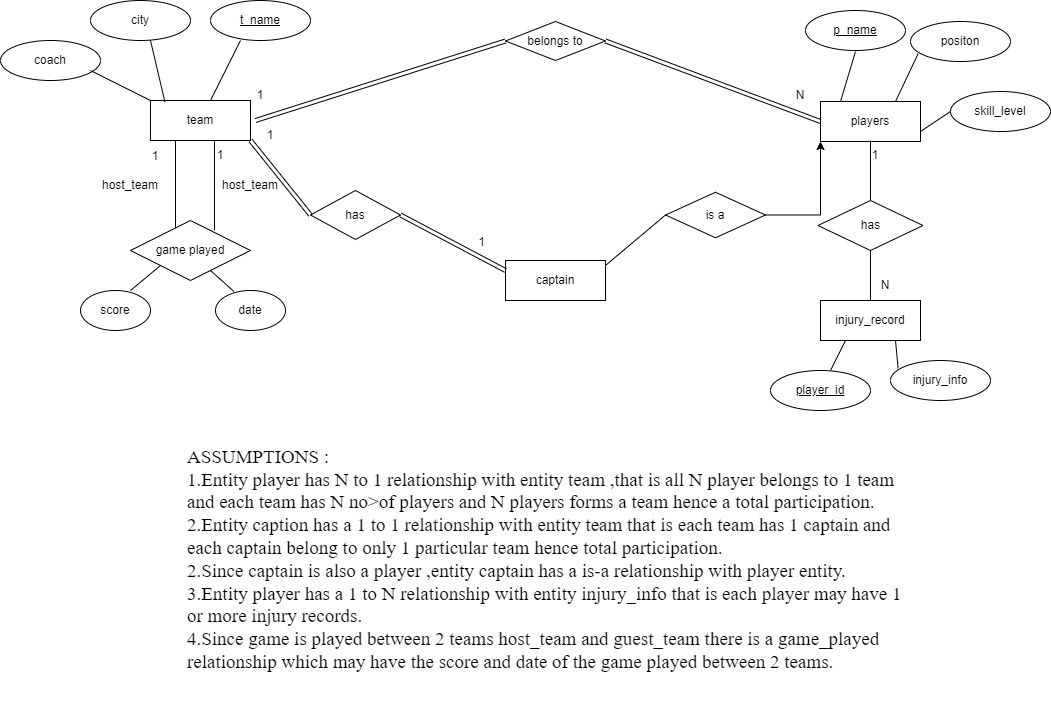 city
t_name
coach
belongs to
p_name
positon
skill_level
team
1
N
players
1
1
1
1
host_team
host_team
has
1
is a
has
game played
captain
score
date
N
injury_record
player_id
injury_info
ASSUMPTIONS :
1.Entity player has N to 1 relationship with entity team ,that is all N player belongs to 1 team
and each team has N no>of players and N players forms a team hence a total participation.
2.Entity caption has a 1 to 1 relationship with entity team that is each team has 1 captain and
each captain belong to only 1 particular team hence total participation.
2.Since captain is also a player ,entity captain has a is-a relationship with player entity.
3.Entity player has a 1 to N relationship with entity injury_info that is each player may have 1
or more injury records.
4.Since game is played between 2 teams host_team and guest_team there is a game_played
relationship which may have the score and date of the game played between 2 teams.